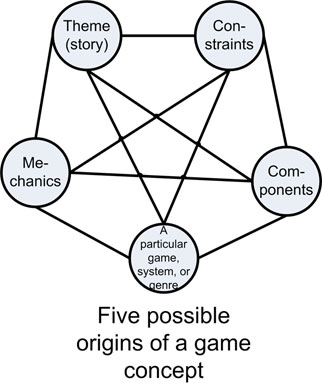 Theme
(story)
Con-
straints
Me-
chanics
Com-
ponents
A
particular
game,
system, or
genre
Five possible
origins of a game
concept